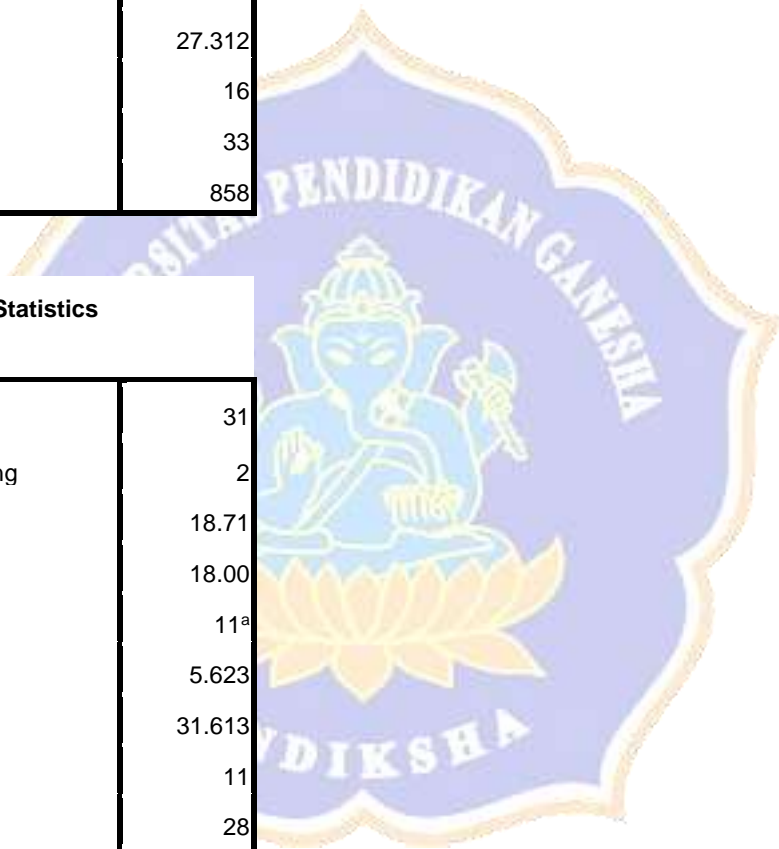 27.312
16
33
858
PENDIDIKAN GANESHA
Statistics
31
ng 2
18.71
18.00
11ᵃ
5.623
31.613
11
28
NDIKSHA